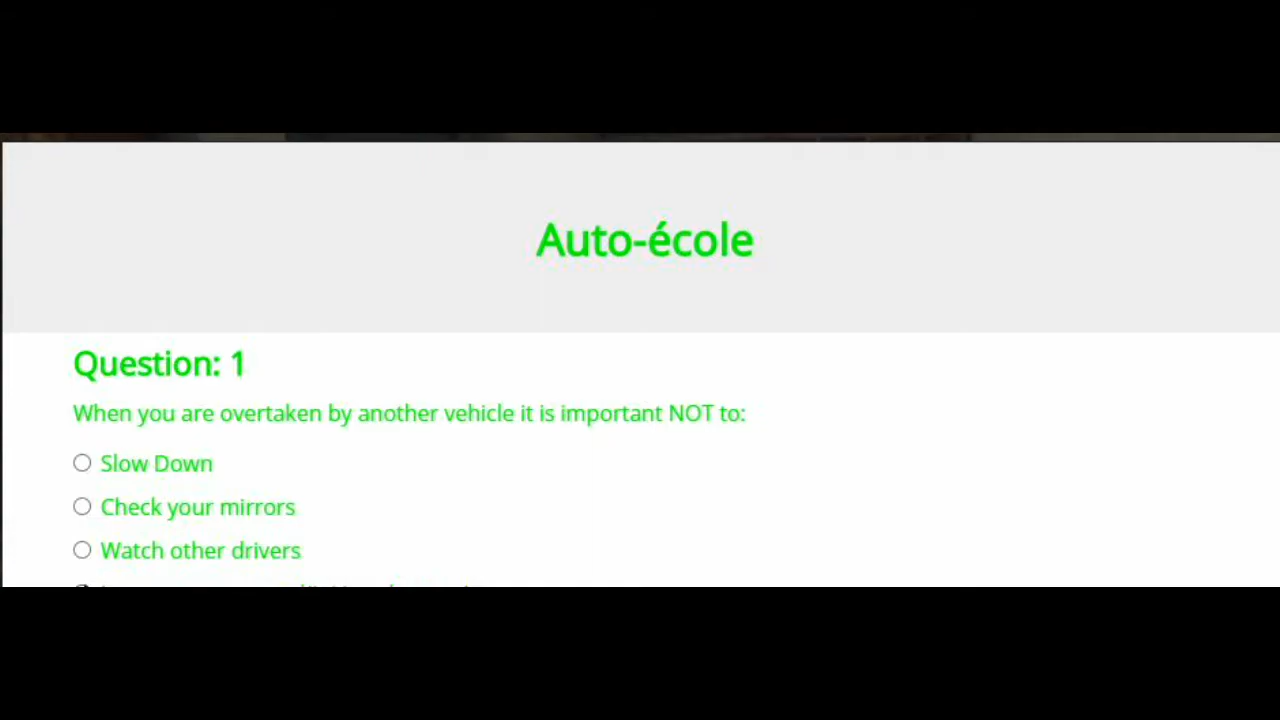 Auto-école
Question: 1
When you are overtaken by another vehicle it is important NOT to:
Slow Down
Check your mirrors
Watch other drivers